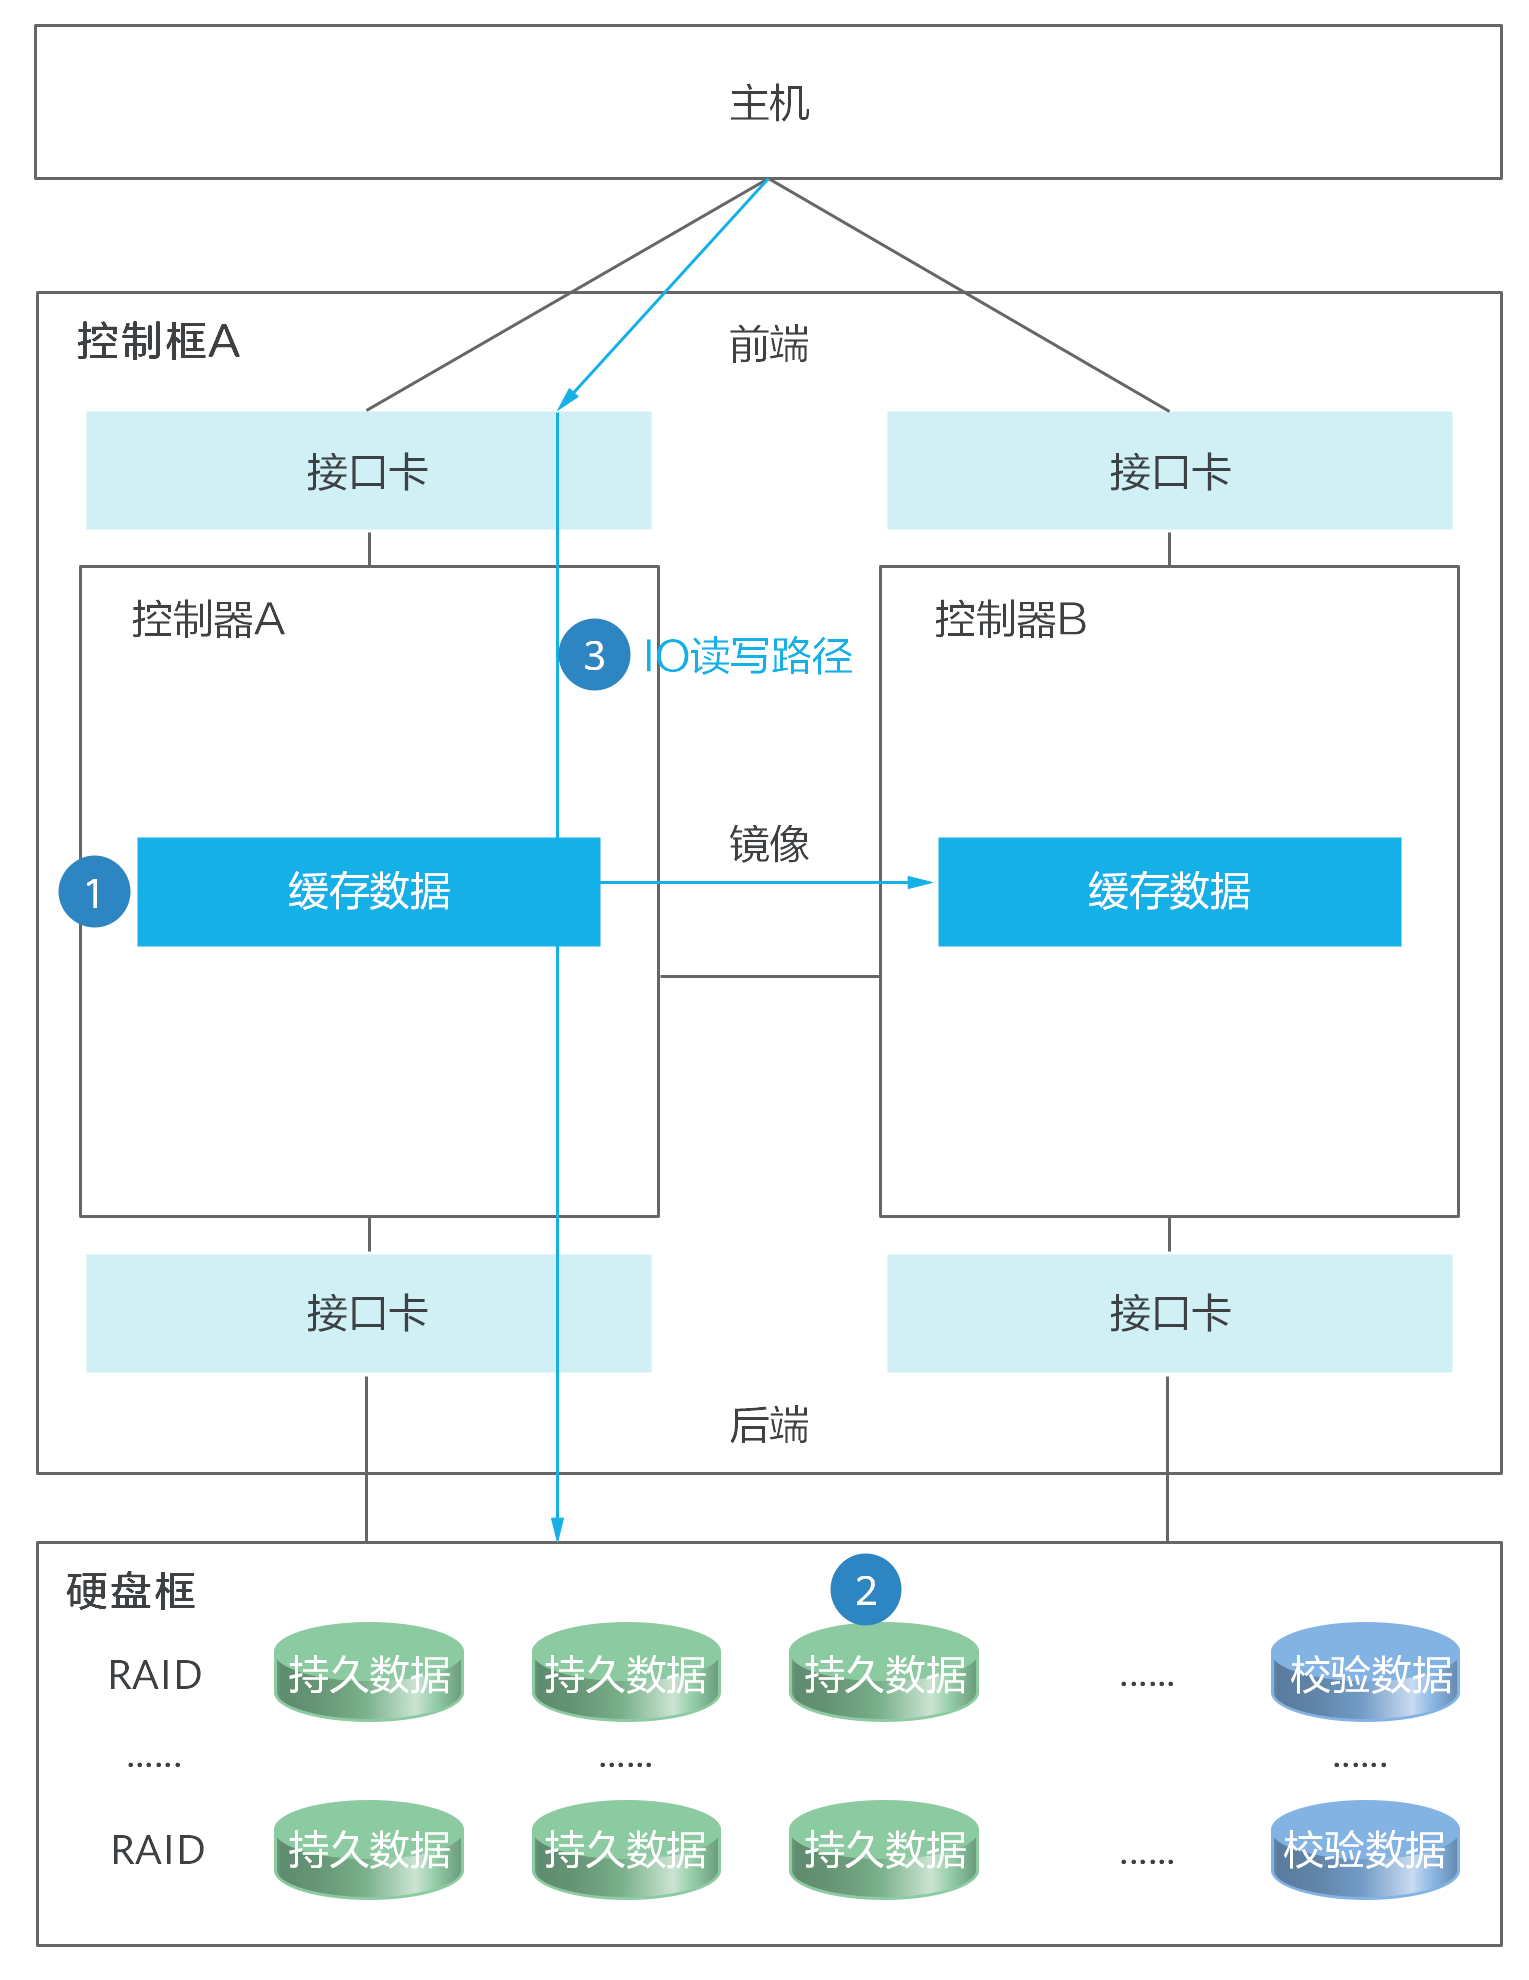 主机
控制框A
前端
接口卡
接口卡
控制器A
控制器B
3
IO读写路径
镜像
1
缓存数据
缓存数据
接口卡
接口卡
后端
硬盘框
2
RAID
持久数据
持久数据
持久数据
......
校验数据
......
......
......
RAID
持久数据
持久数据
持久数据
......
校验数据